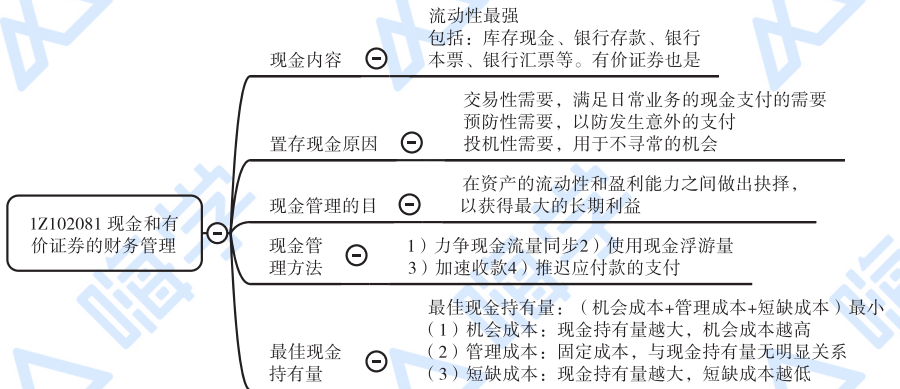 流动性最强
包括：库存现金、银行存款、银行
现金内容
本票、银行汇票等。有价证券也是
交易性需要，满足日常业务的现金支付的需要
预防性需要，以防发生意外的支付
置存现金原因
投机性需要，用于不寻常的机会
在资产的流动性和盈利能力之间做出抉择，
现金管理的目
以获得最大的长期利益
1Z102081 现金和有
价证券的财务管理
现金管
理方法
1）力争现金流量同步2）使用现金浮游量
3）加速收款4）推迟应付款的支付
最佳现金
持有量
最佳现金持有量：（机会成本+管理成本+短缺成本）最小
（1）机会成本：现金持有量越大，机会成本越高
（2）管理成本：固定成本，与现金持有量无明显关系
（3）短缺成本：现金持有量越大，短缺成本越低
嗨学
嗨学
嗨学